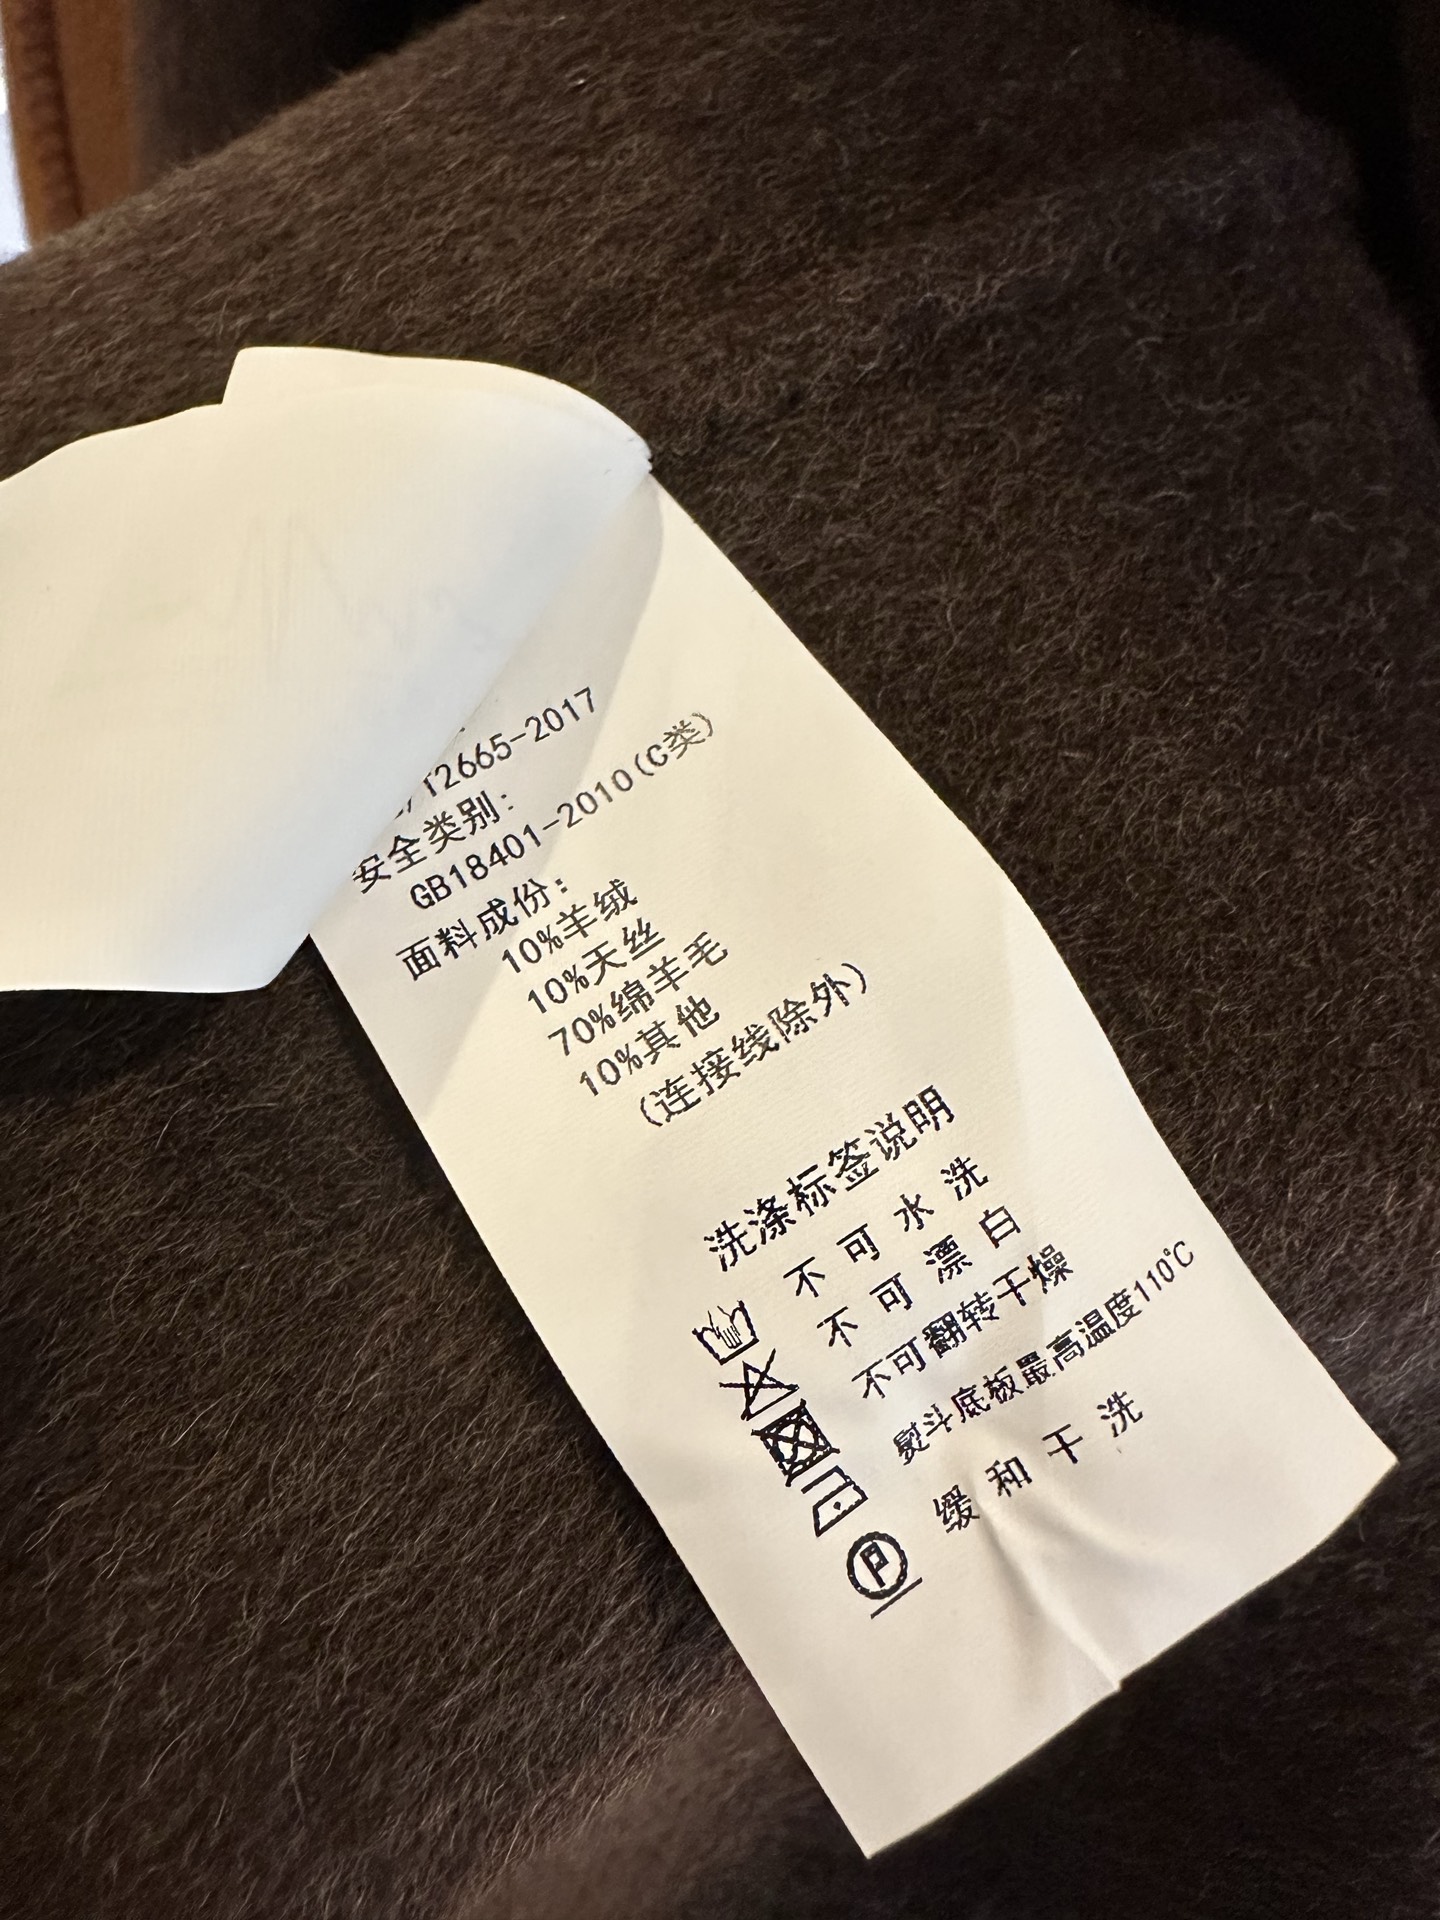 T2665-2017
安全类别:
GB18401-2010(C类)
面料成份:
10%羊绒
10%天丝
70%绵羊毛
10%其他
(连接线除外)
洗涤标签说明
不可水洗
不可漂白
不可翻转干燥
熨斗底板最高温度110℃
P 缓和干洗